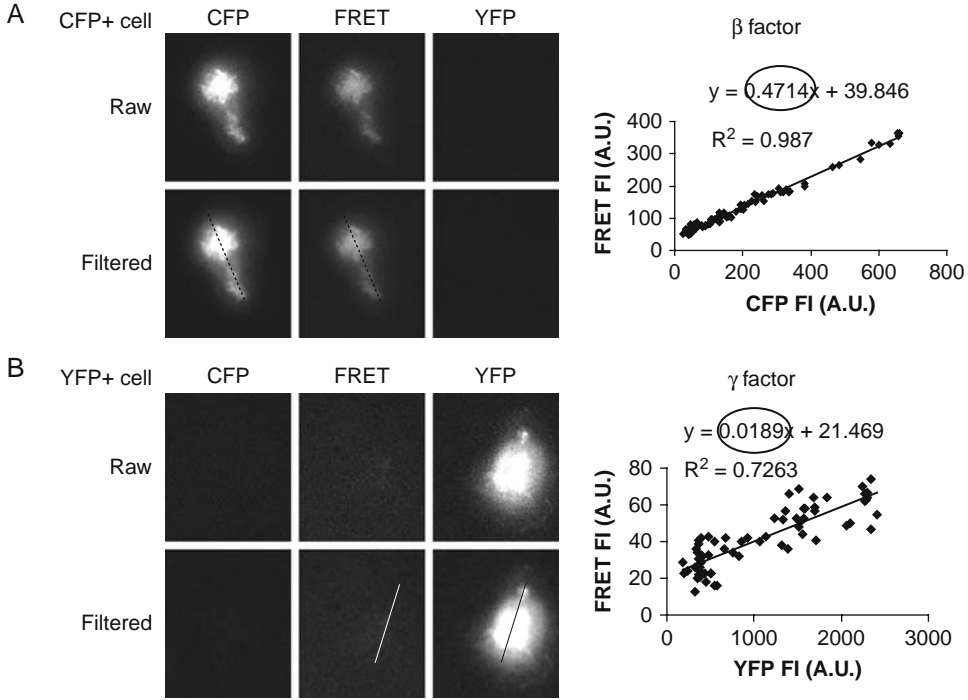 A
CFP+ cell
CFP
FRET
YFP
Raw
Filtered
β factor
y = 0.4714x + 39.846
R² = 0.987
FRET FI (A.U.)
400
300
200
100
0
0 200 400 600 800
CFP FI (A.U.)
B
YFP+ cell
CFP
FRET
YFP
Raw
Filtered
γ factor
y = 0.0189x + 21.469
R² = 0.7263
FRET FI (A.U.)
80
60
40
20
0
0 1000 2000 3000
YFP FI (A.U.)